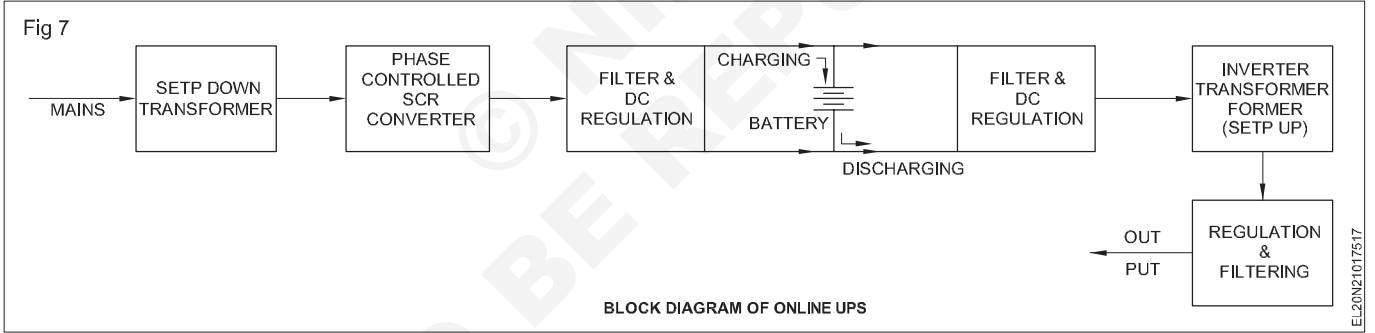 Fig 7
MAINS
SETP DOWN
TRANSFORMER
PHASE
CONTROLLED
SCR
CONVERTER
FILTER &
DC
REGULATION
CHARGING
BATTERY
DISCHARGING
FILTER &
DC
REGULATION
INVERTER
TRANSFORMER
FORMER
(SETP UP)
REGULATION
&
FILTERING
OUT
PUT
BLOCK DIAGRAM OF ONLINE UPS
EL20N21017517